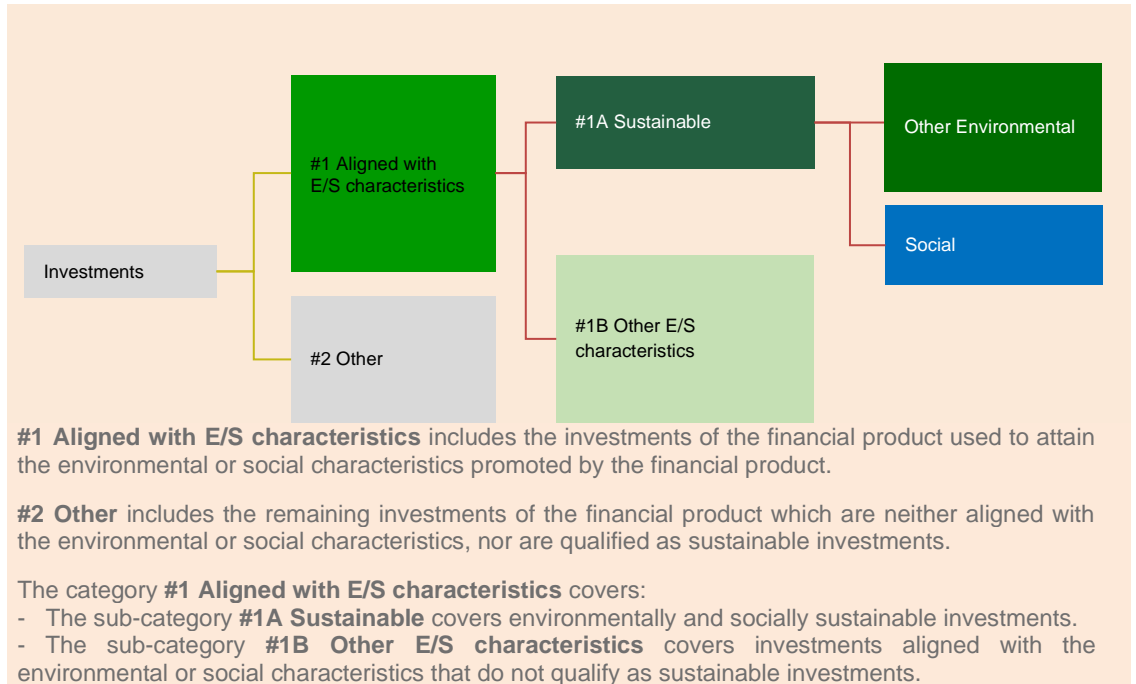 #1A Sustainable
Other Environmental
#1 Aligned with
E/S characteristics
Social
Investments
#1B Other E/S
characteristics
#2 Other
#1 Aligned with E/S characteristics includes the investments of the financial product used to attain
the environmental or social characteristics promoted by the financial product.
#2 Other includes the remaining investments of the financial product which are neither aligned with
the environmental or social characteristics, nor are qualified as sustainable investments.
The category #1 Aligned with E/S characteristics covers:
- The sub-category #1A Sustainable covers environmentally and socially sustainable investments.
- The sub-category #1B Other E/S characteristics covers investments aligned with the
environmental or social characteristics that do not qualify as sustainable investments.